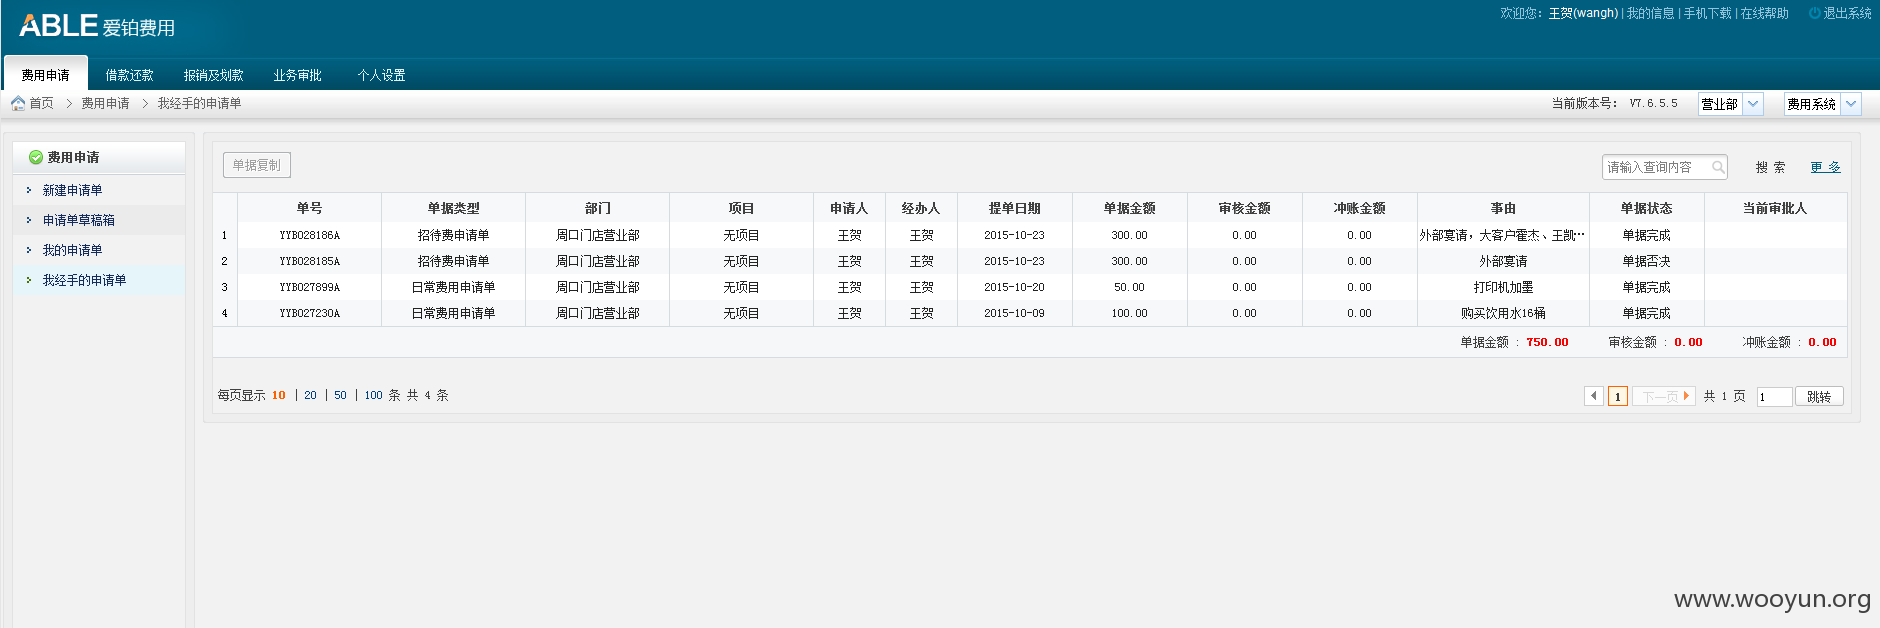 ABLE 爱铂费用
欢迎您: 王贺(wangh) | 我的信息 | 手机下载 | 在线帮助 退出系统
费用申请 借款还款 报销及划款 业务审批 个人设置
首页 > 费用申请 > 我经手的申请单 当前版本号: V7.6.5.5 营业部 费用系统
费用申请
新建申请单
申请单草稿箱
我的申请单
我经手的申请单
单据复制 请输入查询内容 搜 索 更 多
单号 单据类型 部门 项目 申请人 经办人 提单日期 单据金额 审核金额 冲账金额 事由 单据状态 当前审批人
1 YYB028186A 招待费申请单 周口门店营业部 无项目 王贺 王贺 2015-10-23 300.00 0.00 0.00 外部宴请，大客户霍杰、王凯… 单据完成
2 YYB028185A 招待费申请单 周口门店营业部 无项目 王贺 王贺 2015-10-23 300.00 0.00 0.00 外部宴请 单据否决
3 YYB027899A 日常费用申请单 周口门店营业部 无项目 王贺 王贺 2015-10-20 50.00 0.00 0.00 打印机加墨 单据完成
4 YYB027230A 日常费用申请单 周口门店营业部 无项目 王贺 王贺 2015-10-09 100.00 0.00 0.00 购买饮用水16桶 单据完成
单据金额 : 750.00 审核金额 : 0.00 冲账金额 : 0.00
每页显示 10 | 20 | 50 | 100 条 共 4 条 1 下一页 共 1 页 1 跳转
www.wooyun.org